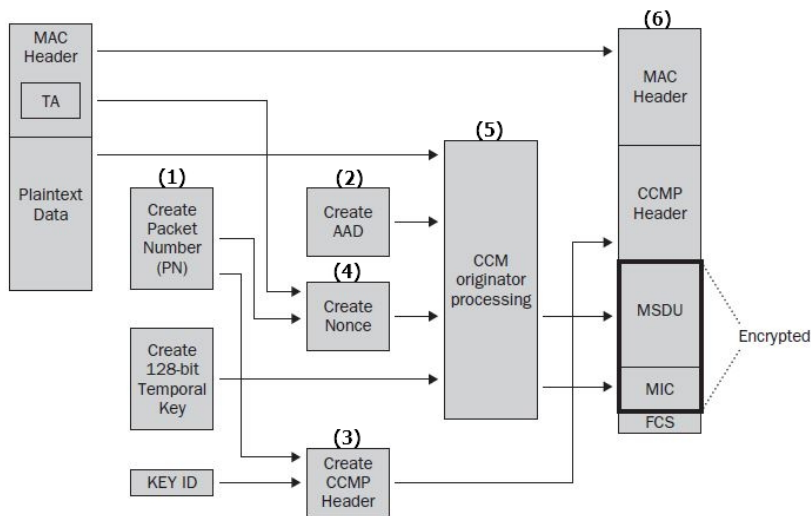 MAC
Header
TA
Plaintext
Data
(1)
Create
Packet
Number
(PN)
Create
128-bit
Temporal
Key
KEY ID
(2)
Create
AAD
(4)
Create
Nonce
(3)
Create
CCMP
Header
(5)
CCM
originator
processing
(6)
MAC
Header
CCMP
Header
MSDU
MIC
FCS
Encrypted